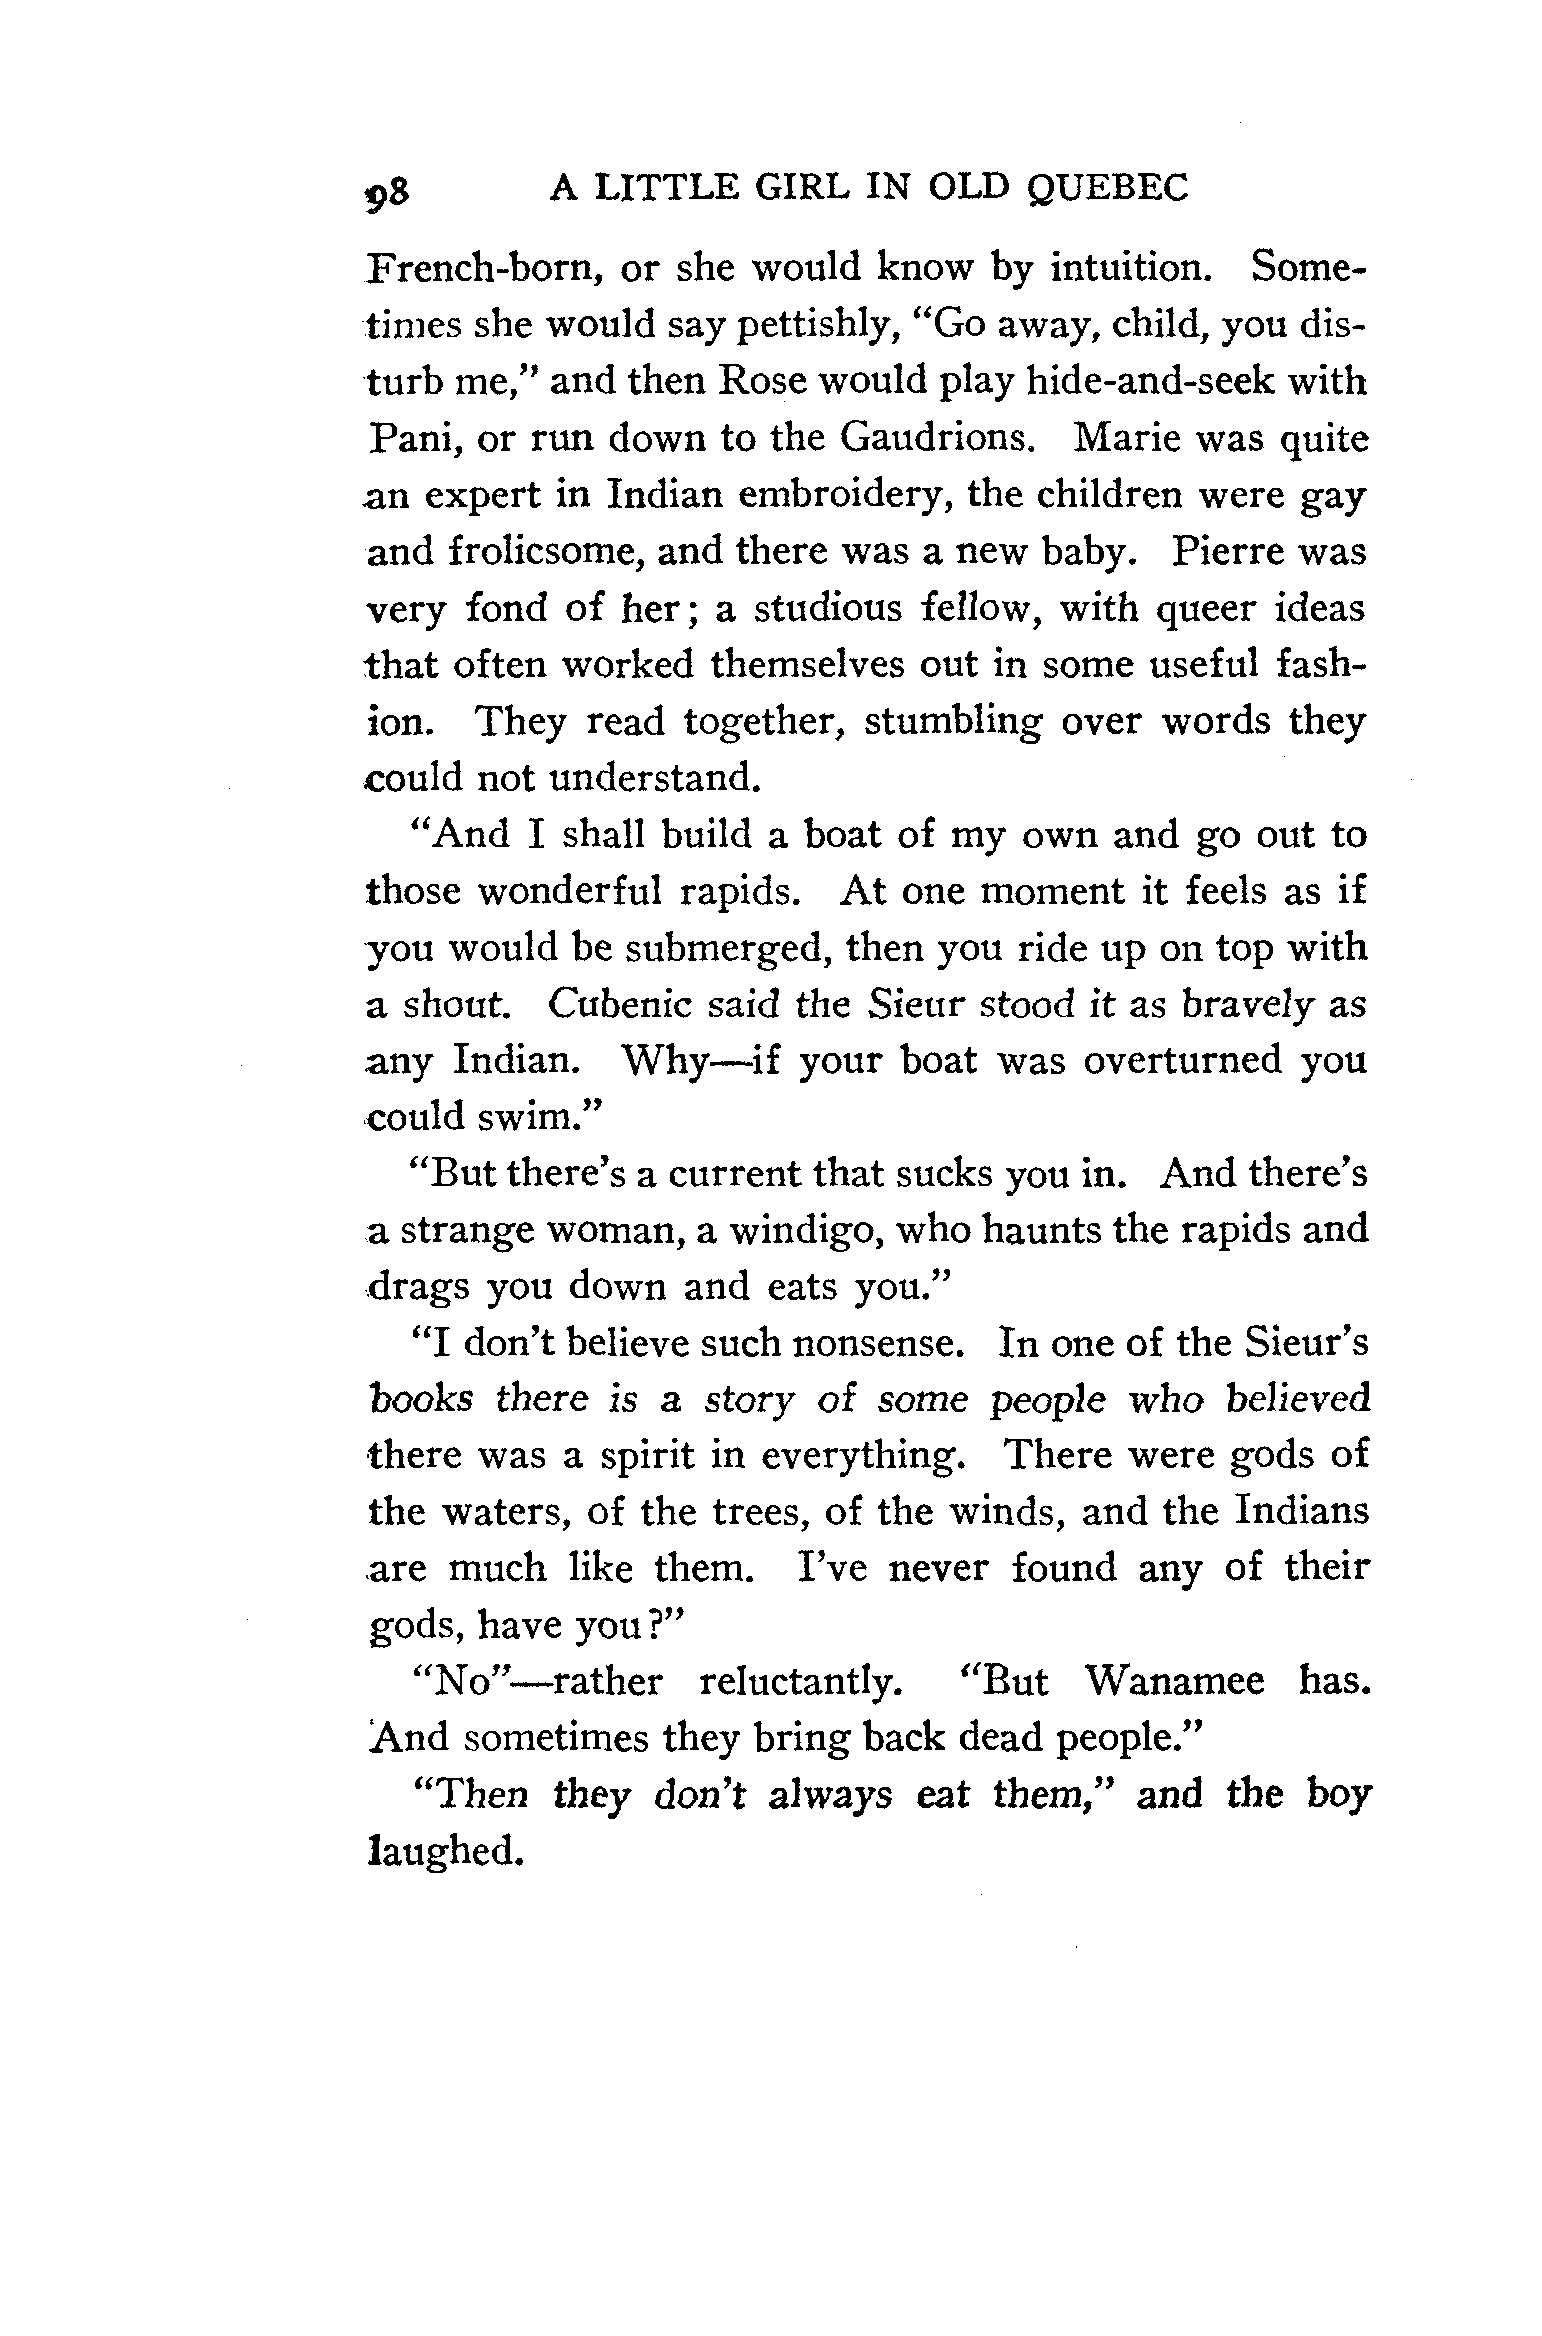 98 A LITTLE GIRL IN OLD QUEBEC
French-born, or she would know by intuition. Some-
times she would say pettishly, “Go away, child, you dis-
turb me,” and then Rose would play hide-and-seek with
Pani, or run down to the Gaudrions. Marie was quite
an expert in Indian embroidery, the children were gay
and frolicsome, and there was a new baby. Pierre was
very fond of her; a studious fellow, with queer ideas
that often worked themselves out in some useful fash-
ion. They read together, stumbling over words they
could not understand.
“And I shall build a boat of my own and go out to
those wonderful rapids. At one moment it feels as if
you would be submerged, then you ride up on top with
a shout. Cubenic said the Sieur stood it as bravely as
any Indian. Why—if your boat was overturned you
could swim.”
“But there’s a current that sucks you in. And there’s
a strange woman, a windigo, who haunts the rapids and
drags you down and eats you.”
“I don’t believe such nonsense. In one of the Sieur’s
books there is a story of some people who believed
there was a spirit in everything. There were gods of
the waters, of the trees, of the winds, and the Indians
are much like them. I’ve never found any of their
gods, have you?”
“No”—rather reluctantly. “But Wanamee has.
And sometimes they bring back dead people.”
“Then they don’t always eat them,” and the boy
laughed.